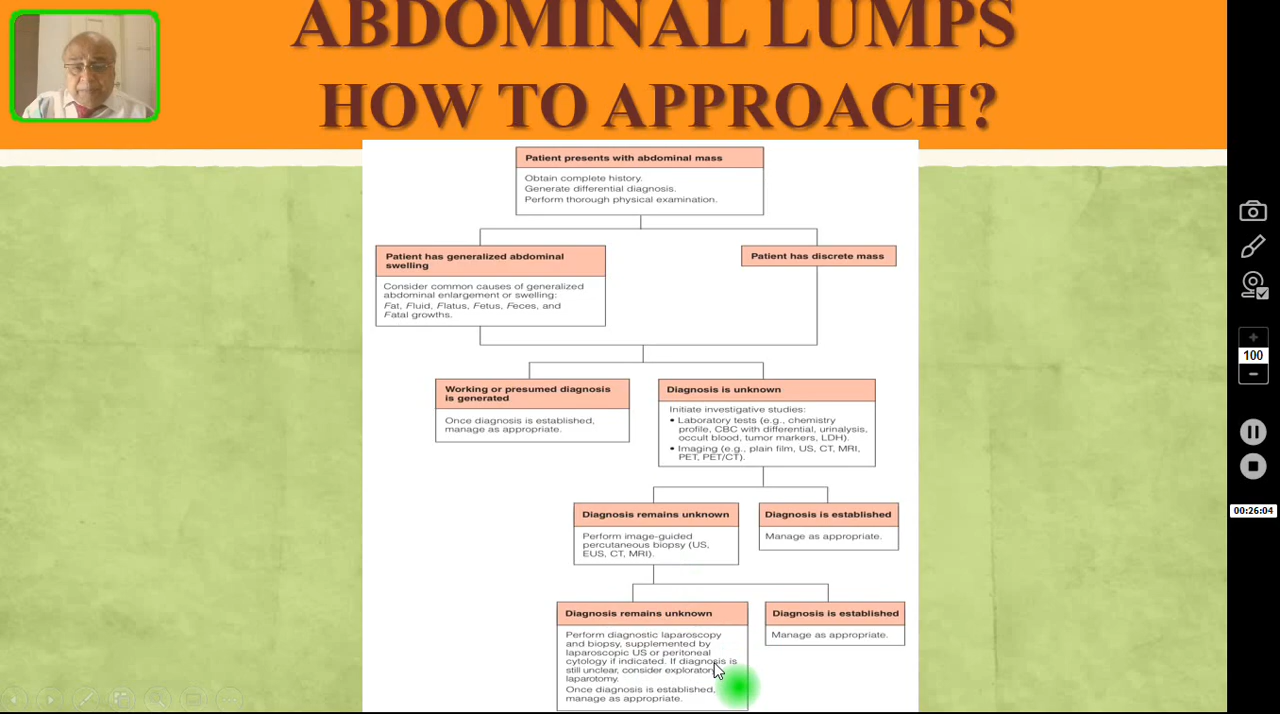 ABDOMINAL LUMPS
HOW TO APPROACH?
Patient presents with abdominal mass
Obtain complete history.
Generate differential diagnosis.
Perform thorough physical examination.
Patient has generalized abdominal
swelling
Consider common causes of generalized
abdominal enlargement or swelling:
Fat, Fluid, Flatus, Fetus, Feces, and
Fatal growths.
Patient has discrete mass
Working or presumed diagnosis
is generated
Once diagnosis is established,
manage as appropriate.
Diagnosis is unknown
Initiate investigative studies:
• Laboratory tests (e.g., chemistry
profile, CBC with differential, urinalysis,
occult blood, tumor markers, LDH).
• Imaging (e.g., plain film, US, CT, MRI,
PET, PET/CT).
Diagnosis remains unknown
Perform image-guided
percutaneous biopsy (US,
EUS, CT, MRI).
Diagnosis is established
Manage as appropriate.
Diagnosis remains unknown
Perform diagnostic laparoscopy
and biopsy, supplemented by
laparoscopic US or peritoneal
cytology if indicated. If diagnosis is
still unclear, consider exploratory
laparotomy.
Once diagnosis is established,
manage as appropriate.
Diagnosis is established
Manage as appropriate.
100
00:26:04